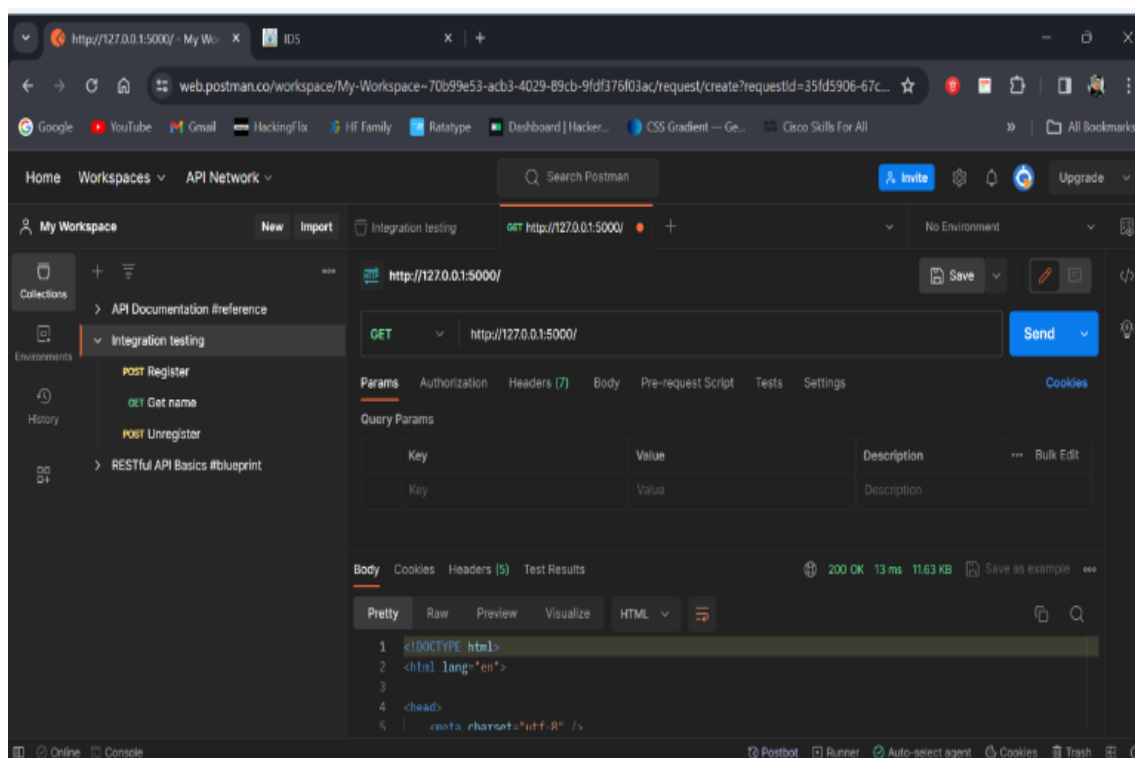 http://127.0.0.1:5000/ - My Wo
IDS
web.postman.co/workspace/My-Workspace~70b99e53-acb3-4029-89cb-9fdf376f03ac/request/create?requestId=35fd5906-67c...
Google YouTube Gmail HackingFlix HF Family Ratatype Dashboard | Hacker... CSS Gradient — Ge... Cisco Skills For All » All Bookmarks
Home Workspaces API Network Search Postman Invite Upgrade
My Workspace New Import Integration testing GET http://127.0.0.1:5000/ No Environment
Collections
http://127.0.0.1:5000/ Save
API Documentation #reference
Integration testing
GET http://127.0.0.1:5000/ Send
Environments
POST Register
Params Authorization Headers (7) Body Pre-request Script Tests Settings Cookies
GET Get name
History
Query Params
POST Unregister
Key Value Description Bulk Edit
RESTful API Basics #blueprint
Key Value Description
Body Cookies Headers (5) Test Results 200 OK 13 ms 11.63 KB Save as example
Pretty Raw Preview Visualize HTML
1 <!DOCTYPE html>
2 <html lang="en">
3
4 <head>
5 <meta charset="utf-8" />
Online Console Postbot Runner Auto-select agent Cookies Trash